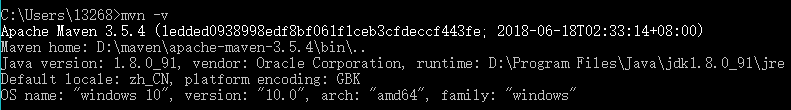 C:\Users\13268>mvn -v
Apache Maven 3.5.4 (1edded0938998edf8bf061f1ceb3cfdeccf443fe; 2018-06-18T02:33:14+08:00)
Maven home: D:\maven\apache-maven-3.5.4\bin\..
Java version: 1.8.0_91, vendor: Oracle Corporation, runtime: D:\Program Files\Java\jdk1.8.0_91\jre
Default locale: zh_CN, platform encoding: GBK
OS name: "windows 10", version: "10.0", arch: "amd64", family: "windows"